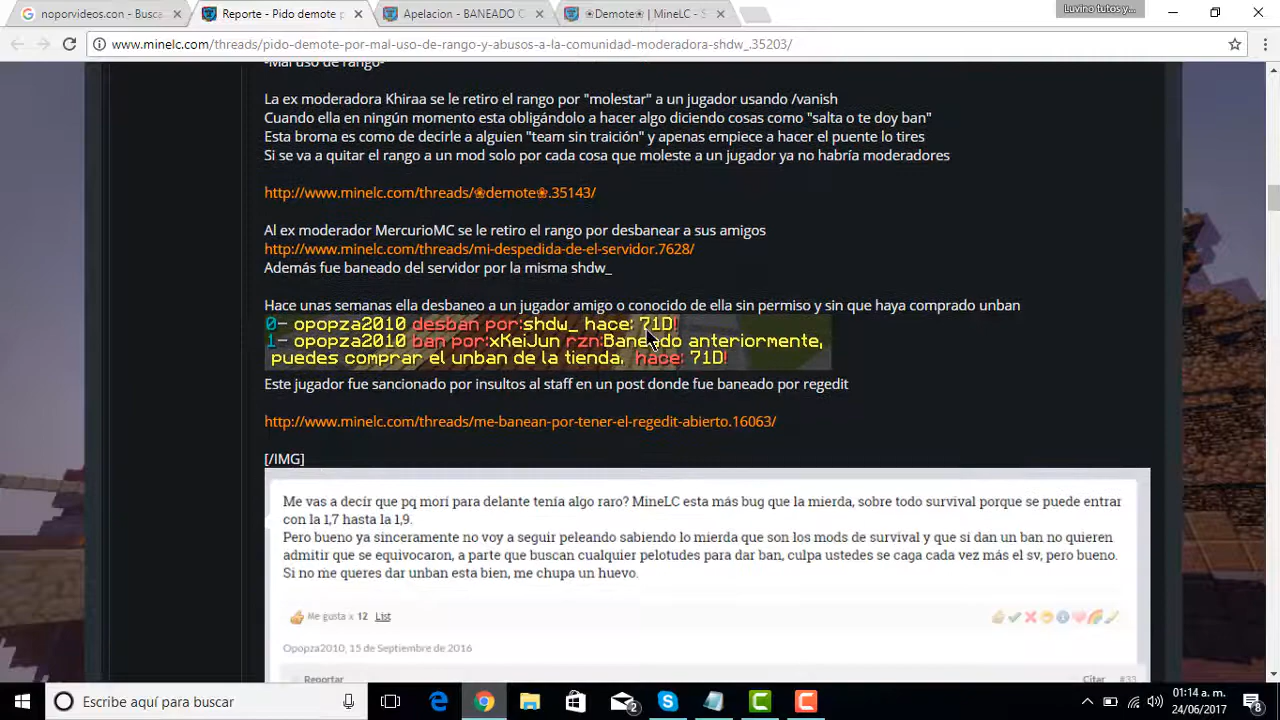 noporvideos.con - Busca
Reporte - Pido demote p
Apelacion - BANEADO C
❀Demote❀ | MineLC - S
Luvino tutos y...
www.minelc.com/threads/pido-demote-por-mal-uso-de-rango-y-abusos-a-la-comunidad-moderadora-shdw_.35203/
-Mal uso de rango-
La ex moderadora Khiraa se le retiro el rango por "molestar" a un jugador usando /vanish
Cuando ella en ningún momento esta obligándolo a hacer algo diciendo cosas como "salta o te doy ban"
Esta broma es como de decirle a alguien "team sin traición" y apenas empiece a hacer el puente lo tires
Si se va a quitar el rango a un mod solo por cada cosa que moleste a un jugador ya no habría moderadores
http://www.minelc.com/threads/❀demote❀.35143/
Al ex moderador MercurioMC se le retiro el rango por desbanear a sus amigos
http://www.minelc.com/threads/mi-despedida-de-el-servidor.7628/
Además fue baneado del servidor por la misma shdw_
Hace unas semanas ella desbaneo a un jugador amigo o conocido de ella sin permiso y sin que haya comprado unban
0- opopza2010 desban por:shdw_ hace: 71D!
1- opopza2010 ban por:xKeiJun rzn:Baneado anteriormente,
puedes comprar el unban de la tienda. hace: 71D!
Este jugador fue sancionado por insultos al staff en un post donde fue baneado por regedit
http://www.minelc.com/threads/me-banean-por-tener-el-regedit-abierto.16063/
[/IMG]
Me vas a decir que pq morí para delante tenía algo raro? MineLC esta más bug que la mierda, sobre todo survival porque se puede entrar
con la 1,7 hasta la 1,9.
Pero bueno ya sinceramente no voy a seguir peleando sabiendo lo mierda que son los mods de survival y que si dan un ban no quieren
admitir que se equivocaron, a parte que buscan cualquier pelotudes para dar ban, culpa ustedes se caga cada vez más el sv, pero bueno.
Si no me queres dar unban esta bien, me chupa un huevo.
Me gusta x 12 List
Opopza2010, 15 de Septiembre de 2016
Reportar
Citar #33
Escribe aquí para buscar
2
01:14 a. m.
24/06/2017
8